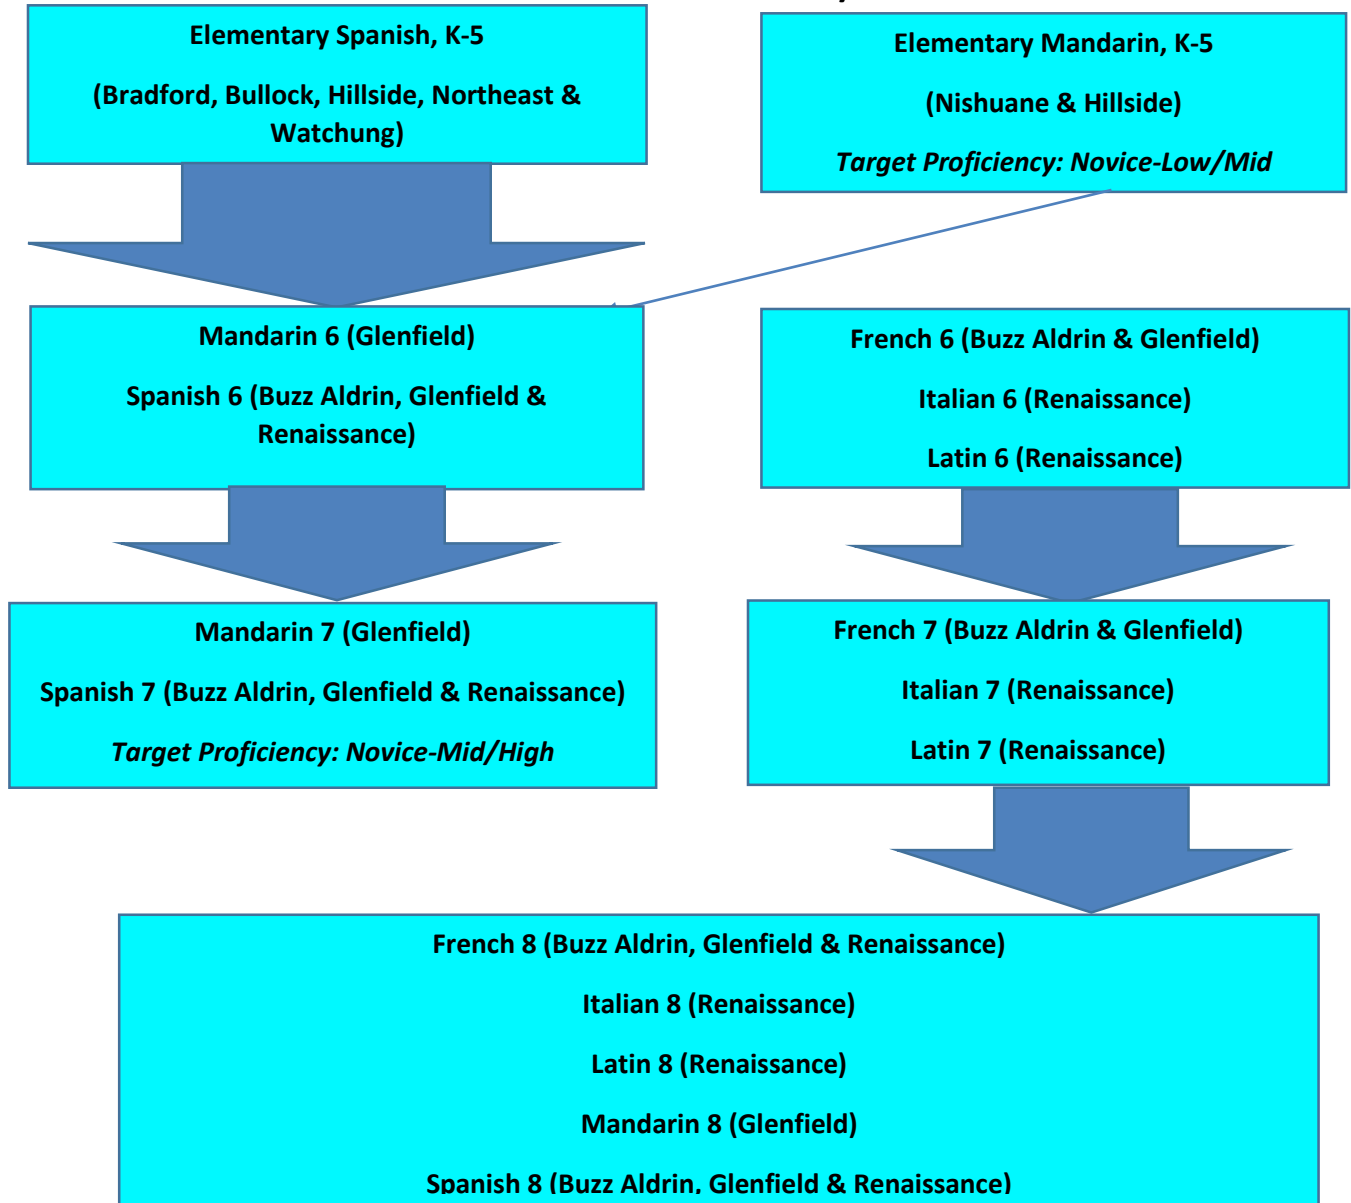 Elementary Spanish, K-5
(Bradford, Bullock, Hillside, Northeast &
Watchung)
Elementary Mandarin, K-5
(Nishuane & Hillside)
Target Proficiency: Novice-Low/Mid
Mandarin 6 (Glenfield)
Spanish 6 (Buzz Aldrin, Glenfield &
Renaissance)
French 6 (Buzz Aldrin & Glenfield)
Italian 6 (Renaissance)
Latin 6 (Renaissance)
Mandarin 7 (Glenfield)
Spanish 7 (Buzz Aldrin, Glenfield & Renaissance)
Target Proficiency: Novice-Mid/High
French 7 (Buzz Aldrin & Glenfield)
Italian 7 (Renaissance)
Latin 7 (Renaissance)
French 8 (Buzz Aldrin, Glenfield & Renaissance)
Italian 8 (Renaissance)
Latin 8 (Renaissance)
Mandarin 8 (Glenfield)
Spanish 8 (Buzz Aldrin, Glenfield & Renaissance)